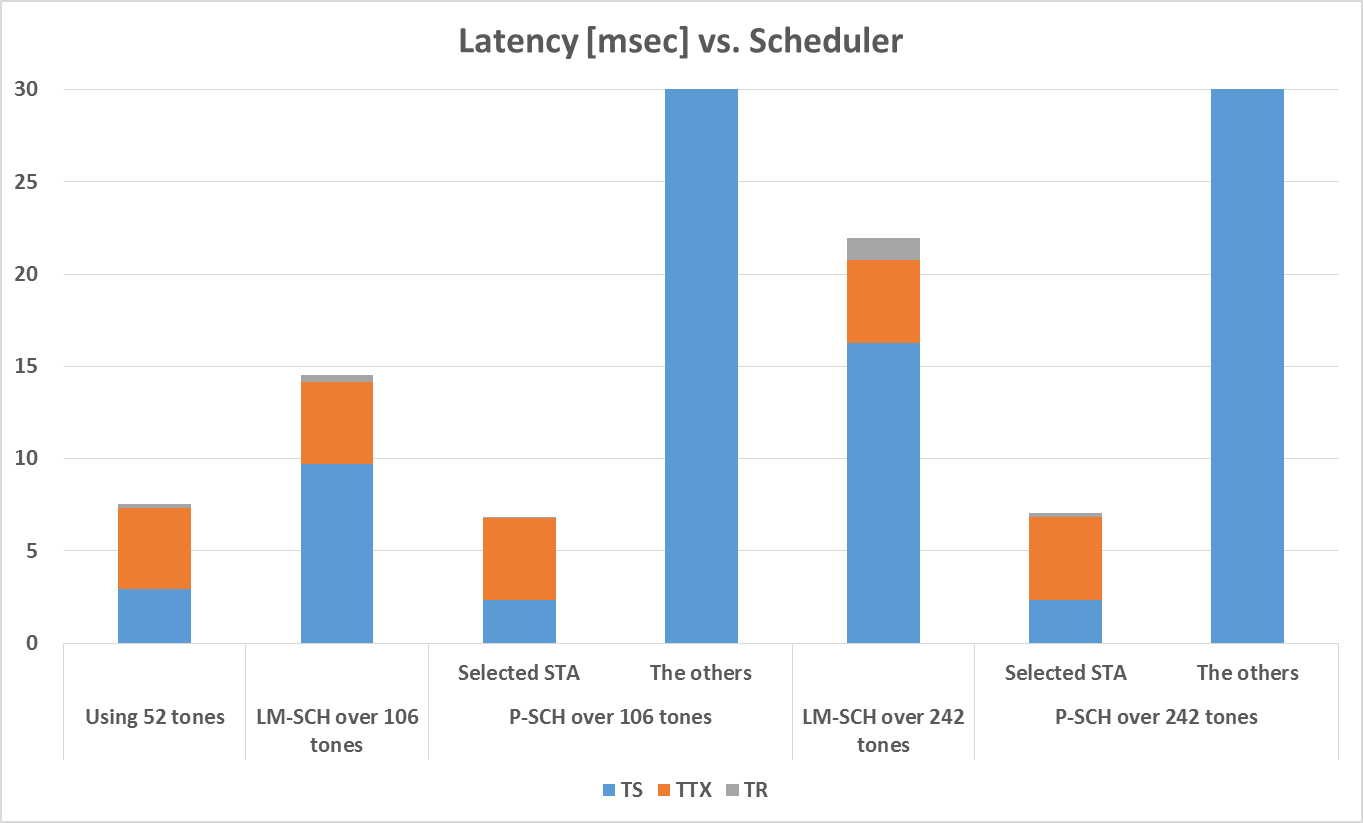 Latency [msec] vs. Scheduler
30
25
20
15
10
5
0
Selected STA
The others
Selected STA
The others
Using 52 tones
LM-SCH over 106
tones
P-SCH over 106 tones
LM-SCH over 242
tones
P-SCH over 242 tones
TS
TTX
TR